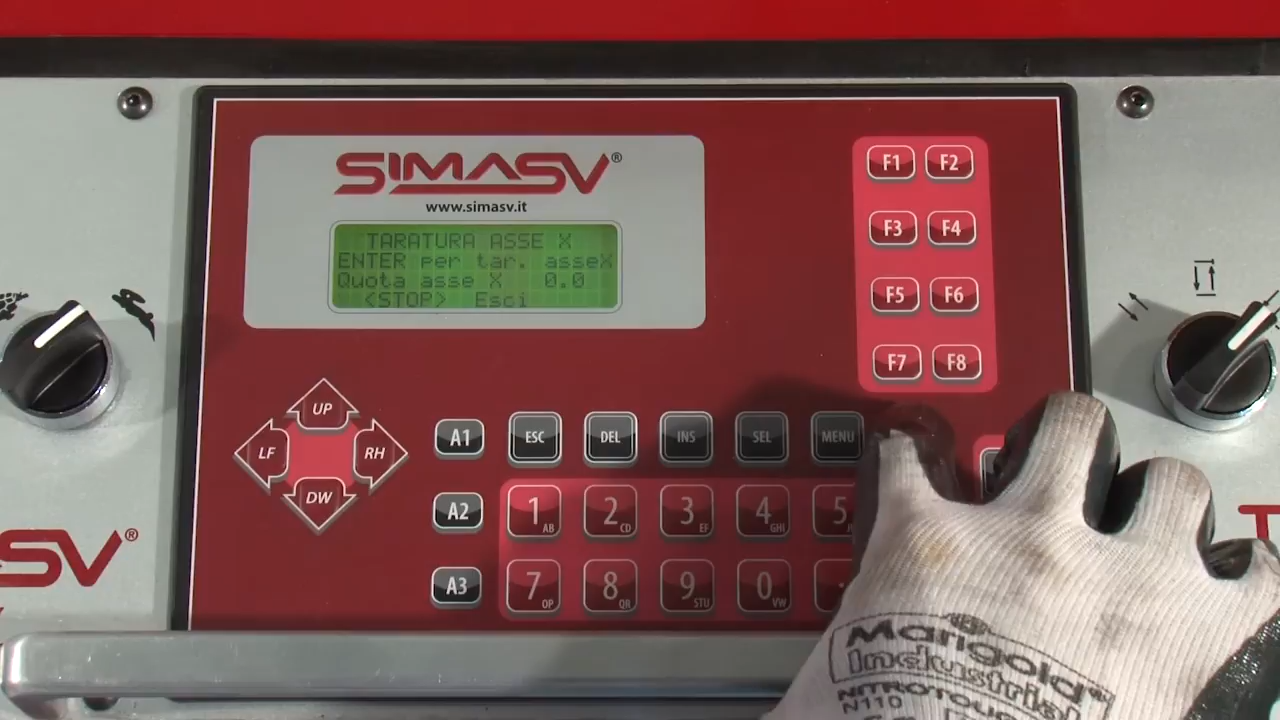 SIMASV®
www.simasv.it
TARATURA ASSE X
ENTER per tar. asseX
Quota asse X 0.0
<STOP> Esci
F1 F2
F3 F4
F5 F6
F7 F8
UP
LF RH
DW
A1 ESC DEL INS SEL MENU
A2 1 AB 2 CD 3 EF 4 GHI 5
A3 7 OP 8 QR 9 STU 0 VW .
SV®
Marigold®
Industrial
NITROTOUCH
N110